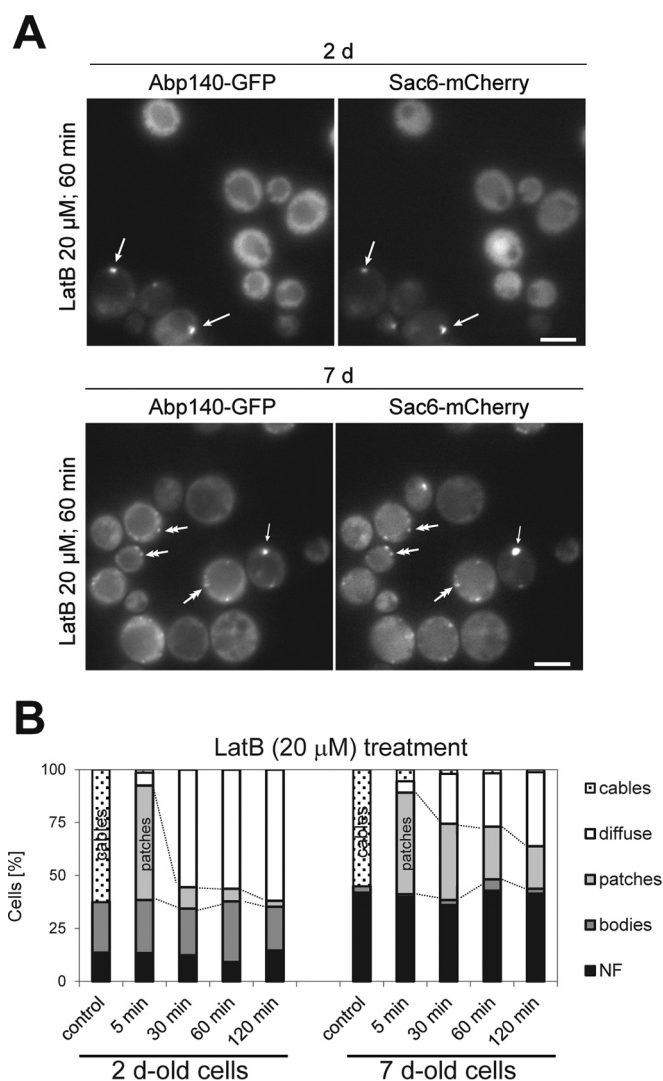 A
2 d
Abp140-GFP Sac6-mCherry
LatB 20 µM; 60 min
7 d
Abp140-GFP Sac6-mCherry
LatB 20 µM; 60 min
B
LatB (20 µM) treatment
Cells [%]
100
75
50
25
0
cables
patches
cables
patches
cables
diffuse
patches
bodies
NF
control 5 min 30 min 60 min 120 min control 5 min 30 min 60 min 120 min
2 d-old cells 7 d-old cells